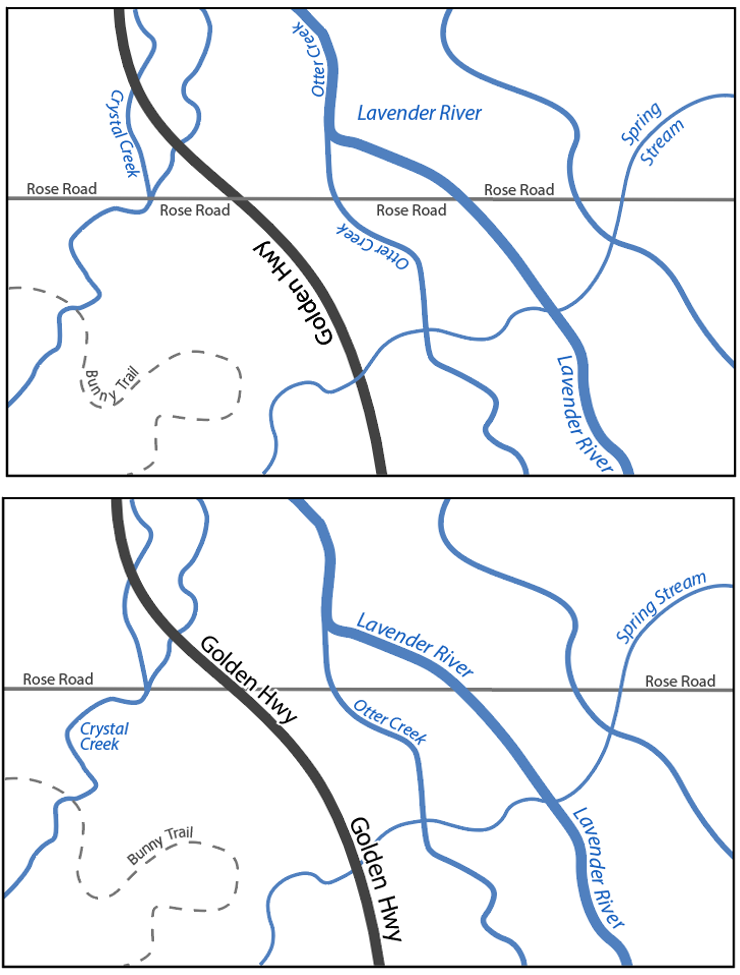 Otter Creek
Lavender River
Crystal Creek
Spring
Stream
Rose Road
Rose Road
Rose Road
Rose Road
Otter Creek
Golden Hwy
Bunny Trail
Lavender River
Spring Stream
Lavender River
Golden Hwy
Rose Road
Rose Road
Otter Creek
Crystal
Creek
Bunny Trail
Lavender River
Golden Hwy